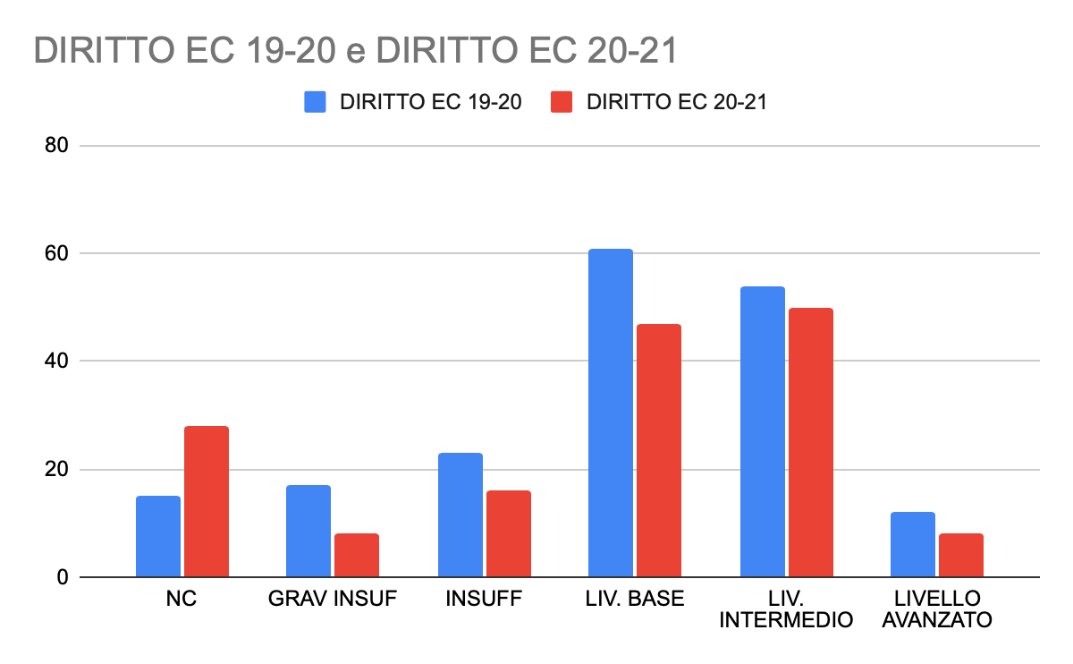 DIRITTO EC 19-20 e DIRITTO EC 20-21
DIRITTO EC 19-20 DIRITTO EC 20-21
80
60
40
20
0
NC GRAV INSUF INSUFF LIV. BASE LIV. INTERMEDIO LIVELLO AVANZATO